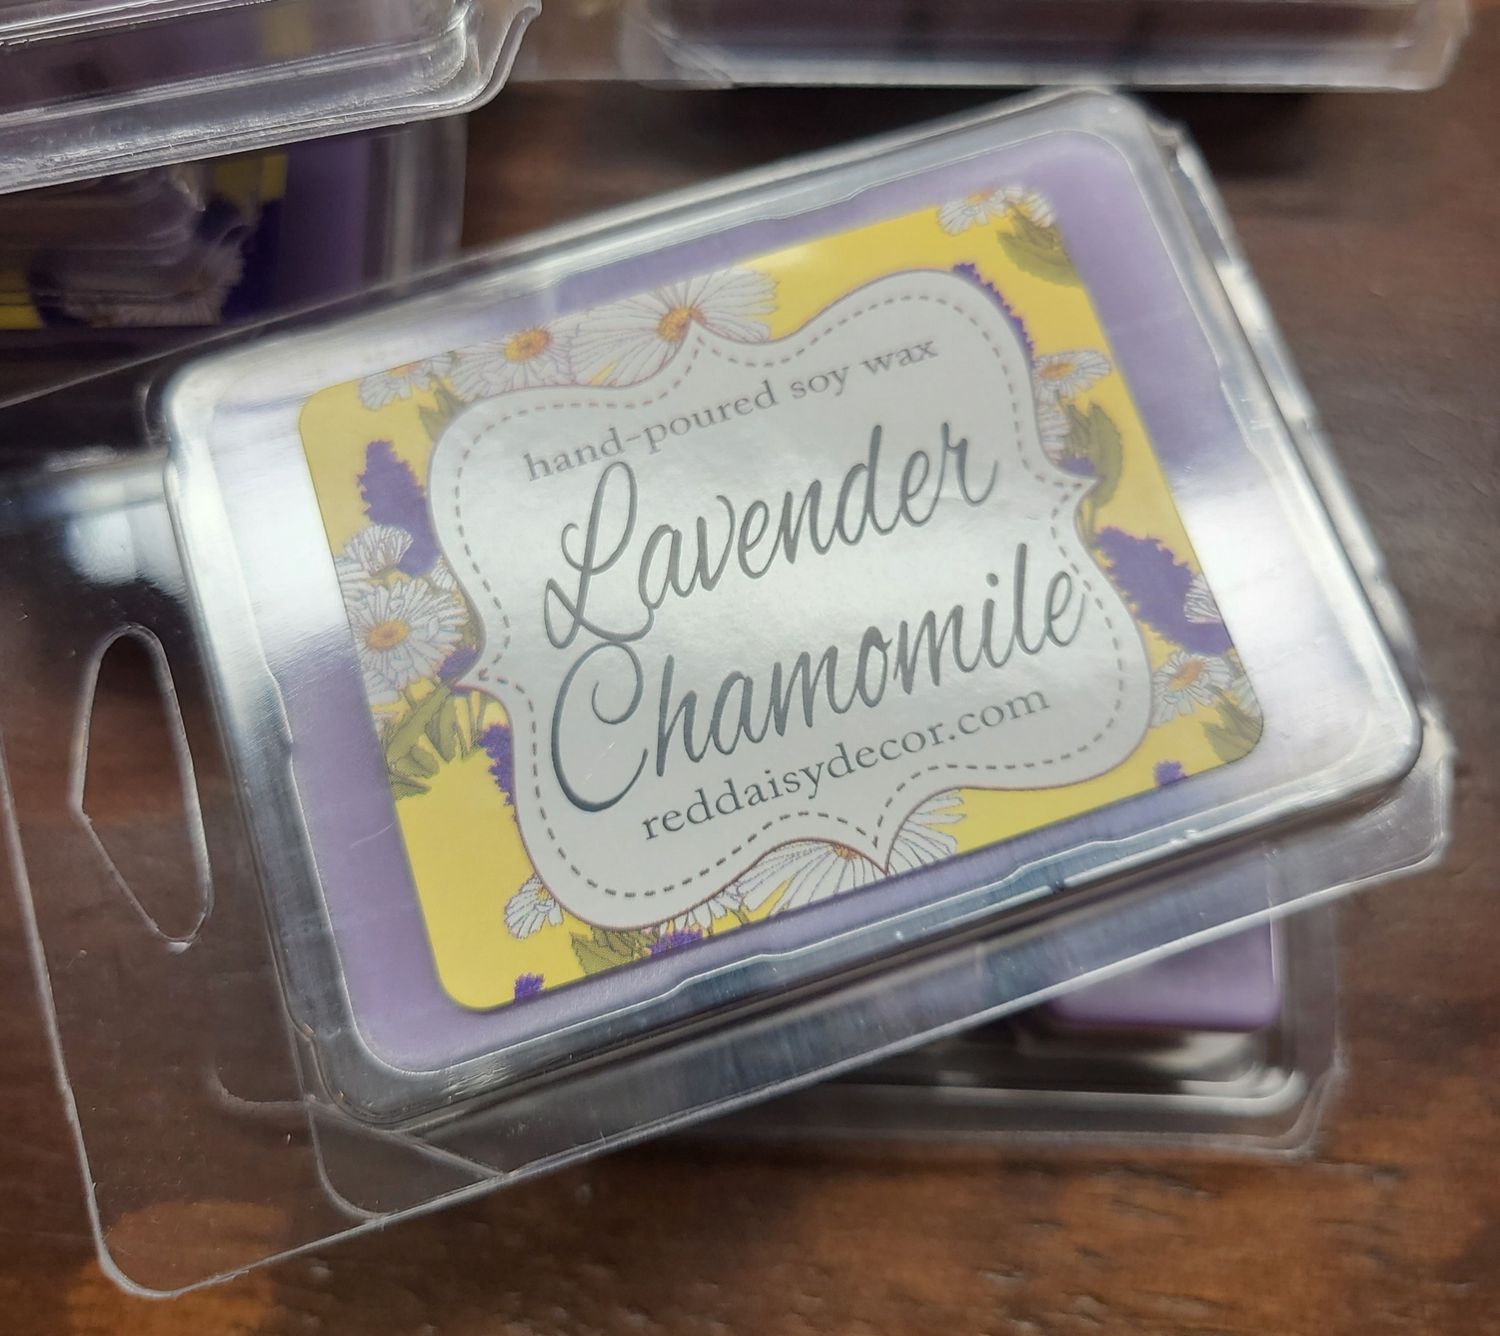 hand-poured soy wax
Lavender
Chamomile
reddaisydecor.com